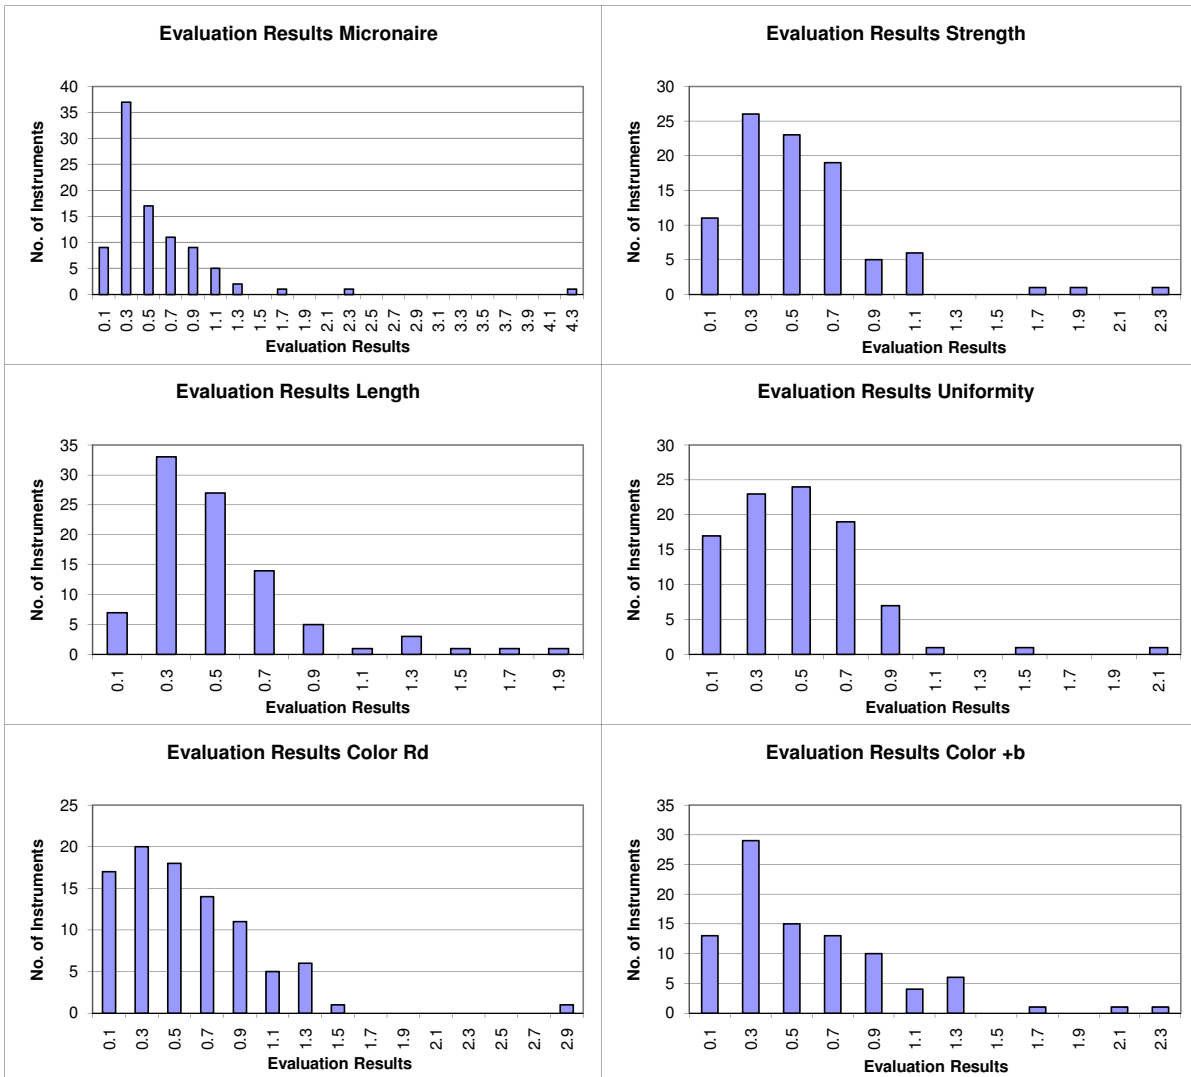 Evaluation Results Micronaire
40
35
30
25
20
15
10
5
0
No. of Instruments
0.1 0.3 0.5 0.7 0.9 1.1 1.3 1.5 1.7 1.9 2.1 2.3 2.5 2.7 2.9 3.1 3.3 3.5 3.7 3.9 4.1 4.3
Evaluation Results
Evaluation Results Strength
30
25
20
15
10
5
0
No. of Instruments
0.1 0.3 0.5 0.7 0.9 1.1 1.3 1.5 1.7 1.9 2.1 2.3
Evaluation Results
Evaluation Results Length
35
30
25
20
15
10
5
0
No. of Instruments
0.1 0.3 0.5 0.7 0.9 1.1 1.3 1.5 1.7 1.9
Evaluation Results
Evaluation Results Uniformity
30
25
20
15
10
5
0
No. of Instruments
0.1 0.3 0.5 0.7 0.9 1.1 1.3 1.5 1.7 1.9 2.1
Evaluation Results
Evaluation Results Color Rd
25
20
15
10
5
0
No. of Instruments
0.1 0.3 0.5 0.7 0.9 1.1 1.3 1.5 1.7 1.9 2.1 2.3 2.5 2.7 2.9
Evaluation Results
Evaluation Results Color +b
35
30
25
20
15
10
5
0
No. of Instruments
0.1 0.3 0.5 0.7 0.9 1.1 1.3 1.5 1.7 1.9 2.1 2.3
Evaluation Results